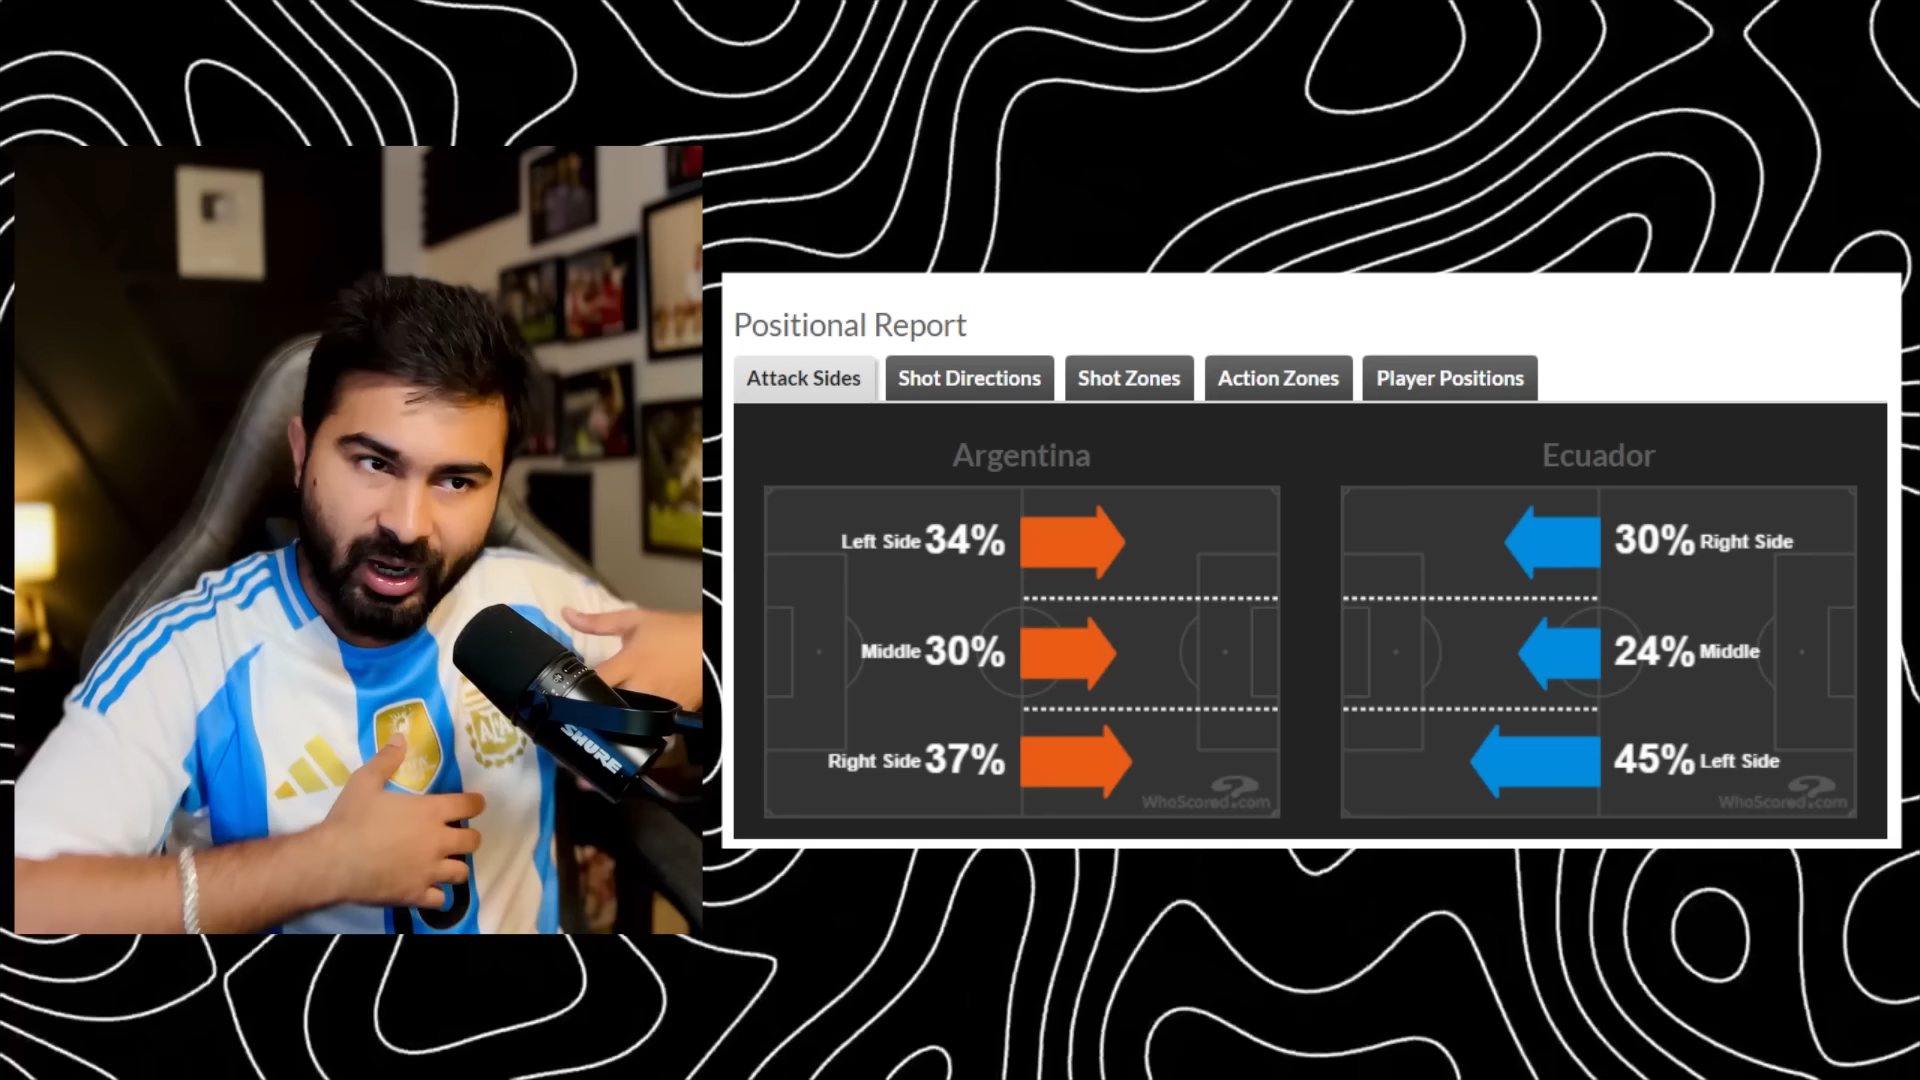 Positional Report
Attack Sides
Shot Directions
Shot Zones
Action Zones
Player Positions
Argentina
Ecuador
Left Side 34%
30% Right Side
Middle 30%
24% Middle
Right Side 37%
45% Left Side
WhoScored.com
WhoScored.com
AFA
SHURE